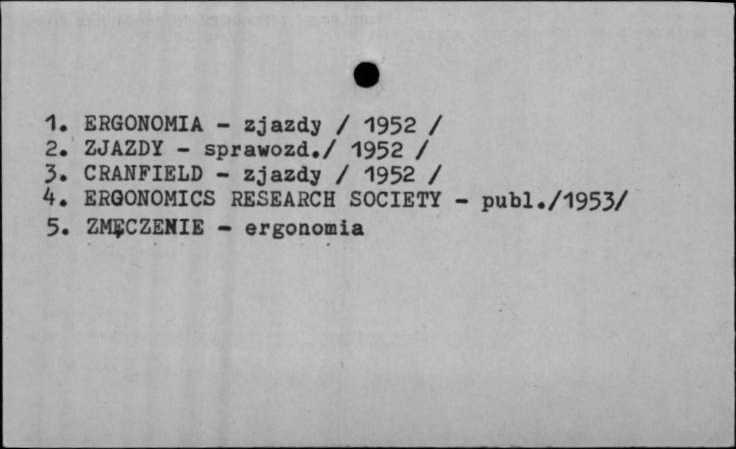 1. ERGONOMIA - zjazdy / 1952 /
2. ZJAZDY - sprawozd./ 1952 /
3. CRANFIELD - zjazdy / 1952 /
4. ERGONOMICS RESEARCH SOCIETY - publ./1953/
5. ZMĘCZENIE - ergonomia